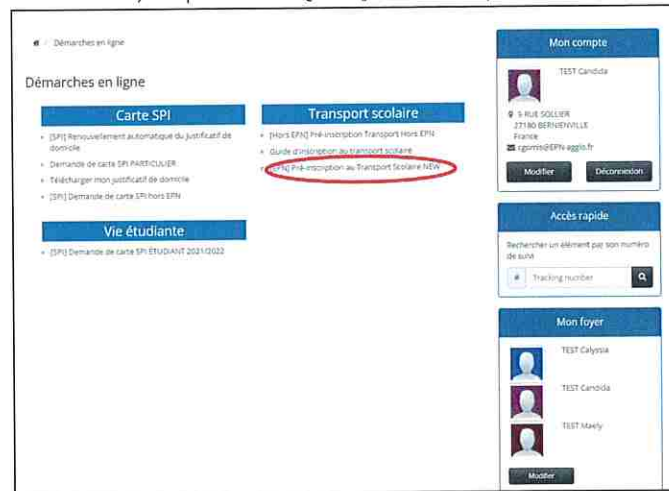 / Démarches en ligne
Démarches en ligne
Carte SPI
[SPI] Renouvellement automatique du justificatif de
domicile
Demande de carte SPI PARTICULIER
Télécharger mon justificatif de domicile
[SPI] Demande de carte SPI hors EPN
Vie étudiante
[SPI] Demande de carte SPI ÉTUDIANT 2021/2022
Transport scolaire
[Hors EPN] Pré-inscription Transport Hors EPN
Guide d'inscription au transport scolaire
[EPN] Pré-inscription au Transport Scolaire NEW
Mon compte
TEST Candida
RUE SOLLIER
27180 BERNIENVILLE
France
Modifier
Déconnexion
Accès rapide
Rechercher un élément par son numéro
de suivi
# Tracking number
Mon foyer
TEST Calyssia
TEST Candida
TEST Maely
Modifier